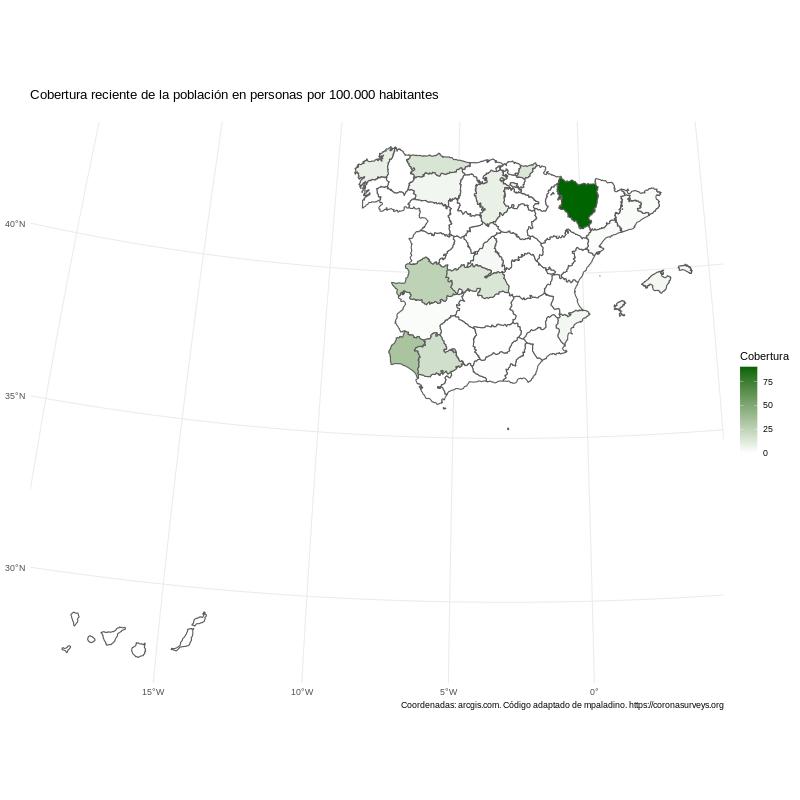 Cobertura reciente de la población en personas por 100.000 habitantes
40°N
35°N
30°N
15°W
10°W
5°W
0°
Cobertura
75
50
25
0
Coordenadas: arcgis.com. Código adaptado de mpaladino. https://coronasurveys.org